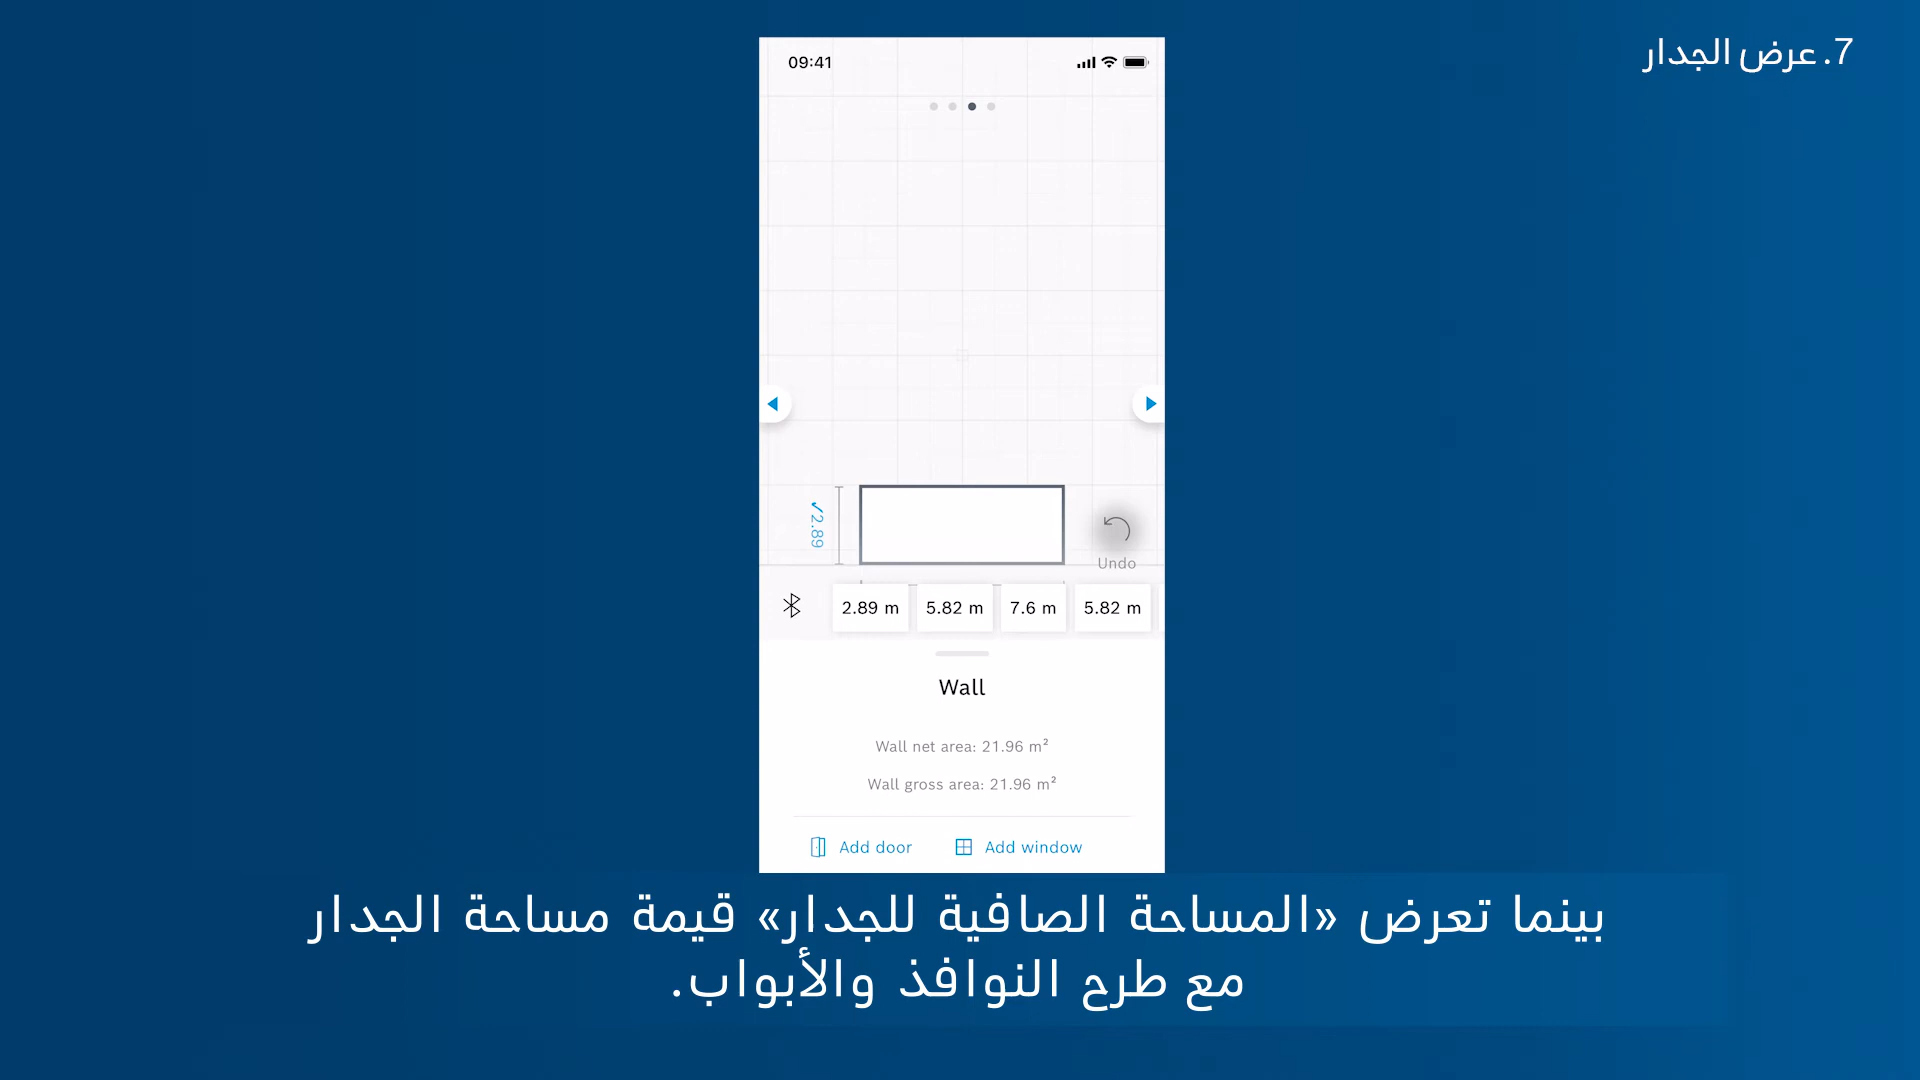 7. عرض الجدار
09:41
✓2.89
Undo
2.89 m 5.82 m 7.6 m 5.82 m
Wall
Wall net area: 21.96 m²
Wall gross area: 21.96 m²
Add door Add window
بينما تعرض «المساحة الصافية للجدار» قيمة مساحة الجدار
مع طرح النوافذ والأبواب.